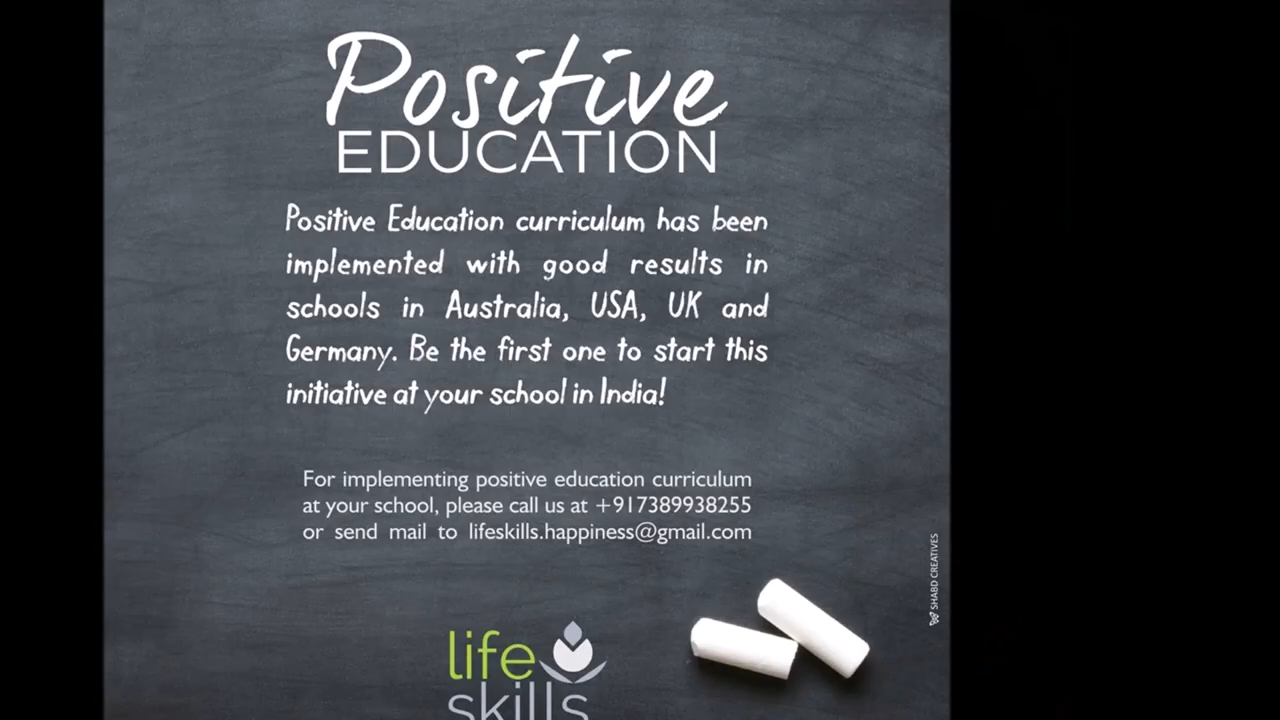 Positive
EDUCATION
Positive Education curriculum has been
implemented with good results in
schools in Australia, USA, UK and
Germany. Be the first one to start this
initiative at your school in India!
For implementing positive education curriculum
at your school, please call us at +917389938255
or send mail to lifeskills.happiness@gmail.com
SHABD CREATIVES
life
skills